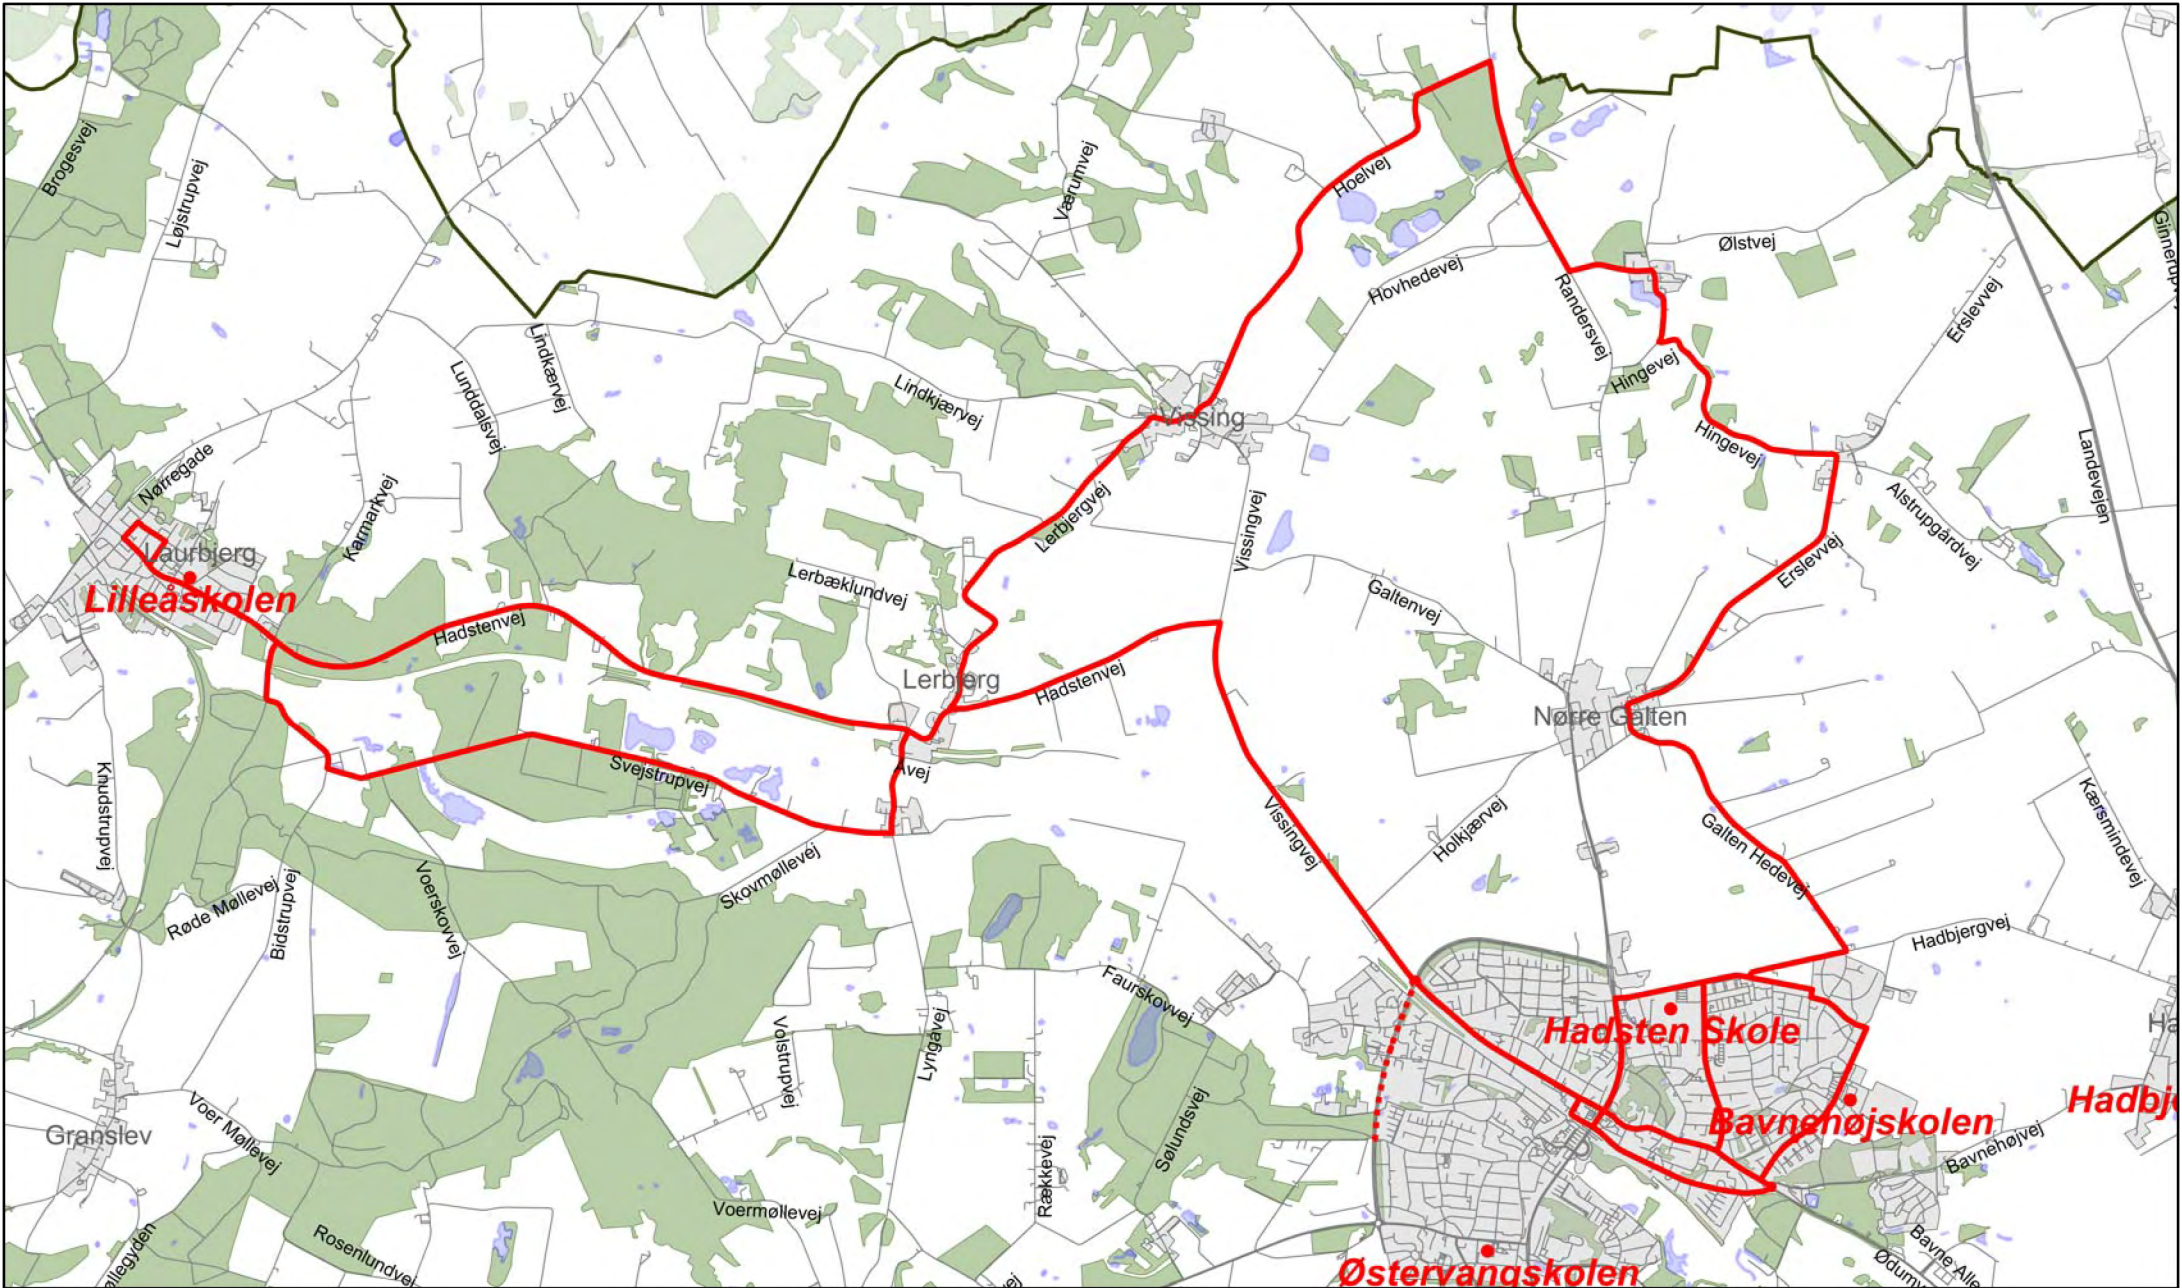 Brogesvej
Løjstrupvej
Værumvej
Hoelvej
Hovhedevej
Ølstvej
Randersvej
Erslevvej
Hingevej
Lindkærvej
Lunddalsvej
Lindkjærvej
Vissing
Hingevej
Landevejen
Nørregade
Karmarkvej
Lerbjergvej
Vissingvej
Alstrupgårdvej
Laurbjerg
Lilleåskolen
Lerbæklundvej
Galtenvej
Erslevvej
Hadstenvej
Lerbjerg
Hadstenvej
Nørre Galten
Svejstrupvej
Åvej
Knudstrupvej
Vissingvej
Holkjærvej
Galten Hedevej
Kærsmindevej
Røde Møllevej
Bidstrupvej
Voerskovvej
Skovmøllevej
Hadbjergvej
Faurskovvej
Lyngåvej
Volstrupvej
Hadsten Skole
Granslev
Voer Møllevej
Sølundsvej
Rækkevej
Bavnehøjskolen
Bavnehøjvej
Voermøllevej
Rosenlundvej
Bavne Alle
Østervangskolen